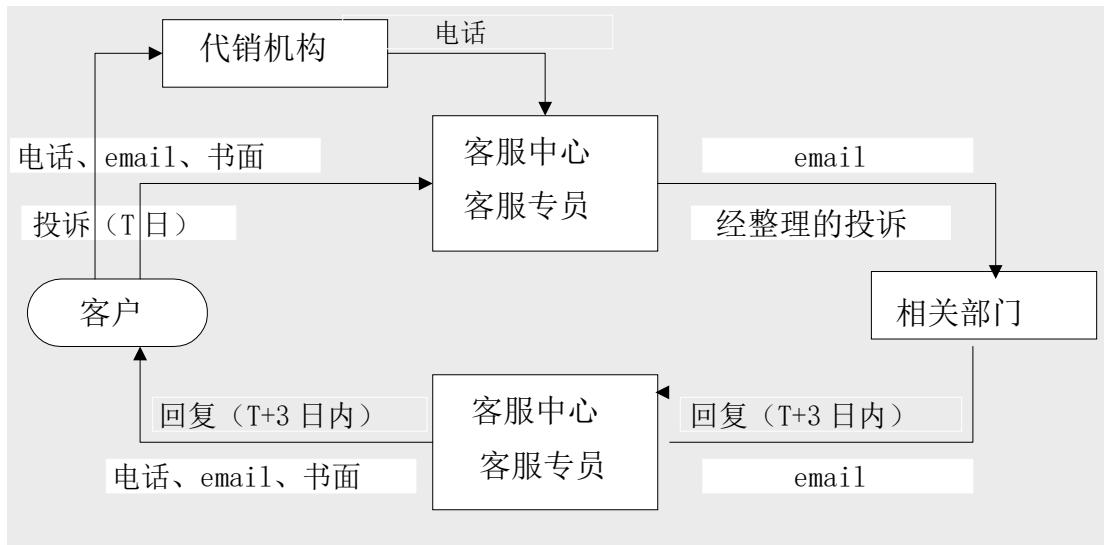 代销机构
电话
客服中心
客服专员
电话、email、书面
email
投诉（T 日）
经整理的投诉
客户
相关部门
回复（T+3 日内）
客服中心
客服专员
回复（T+3 日内）
电话、email、书面
email